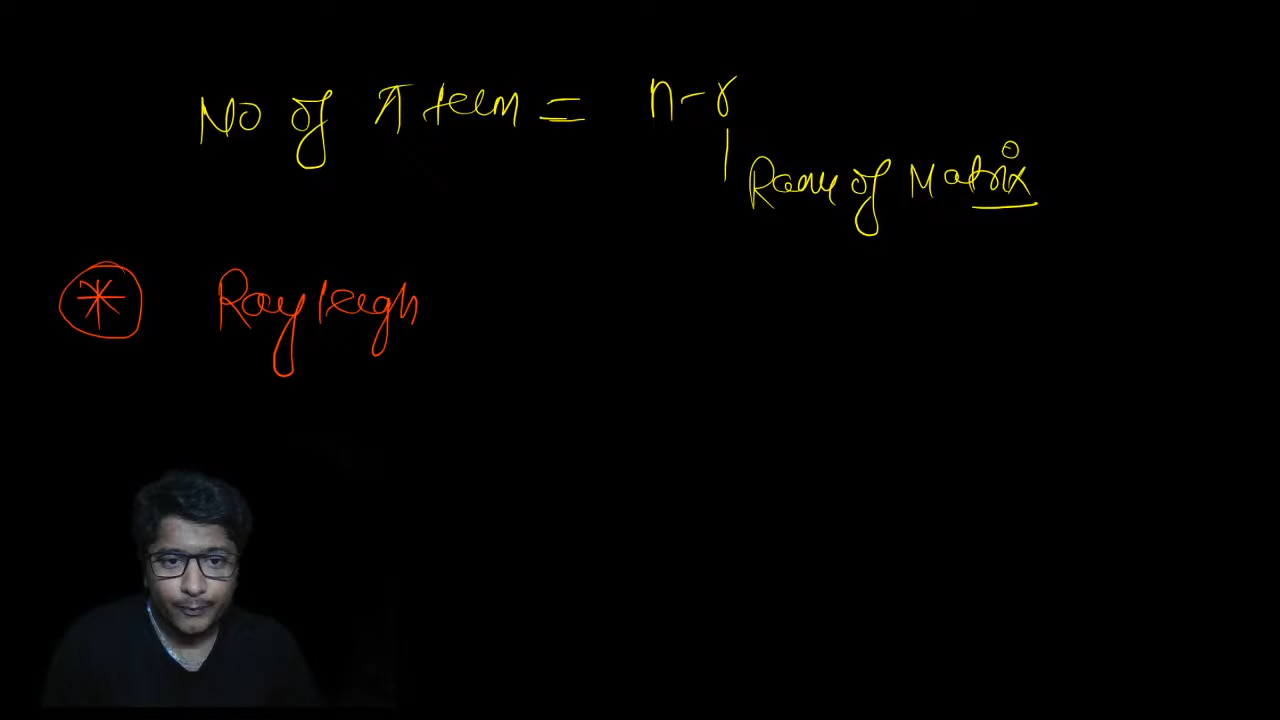 No of π term = n-r
Rank of Matrix
* Rayleigh